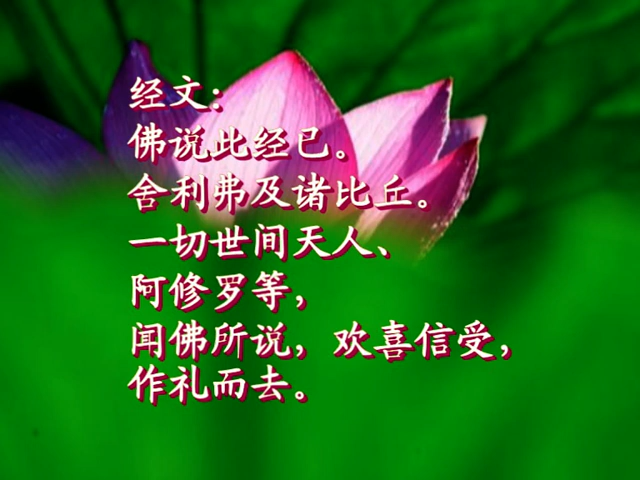 经文：
佛说此经已。
舍利弗及诸比丘。
一切世间天人、
阿修罗等，
闻佛所说，欢喜信受，
作礼而去。